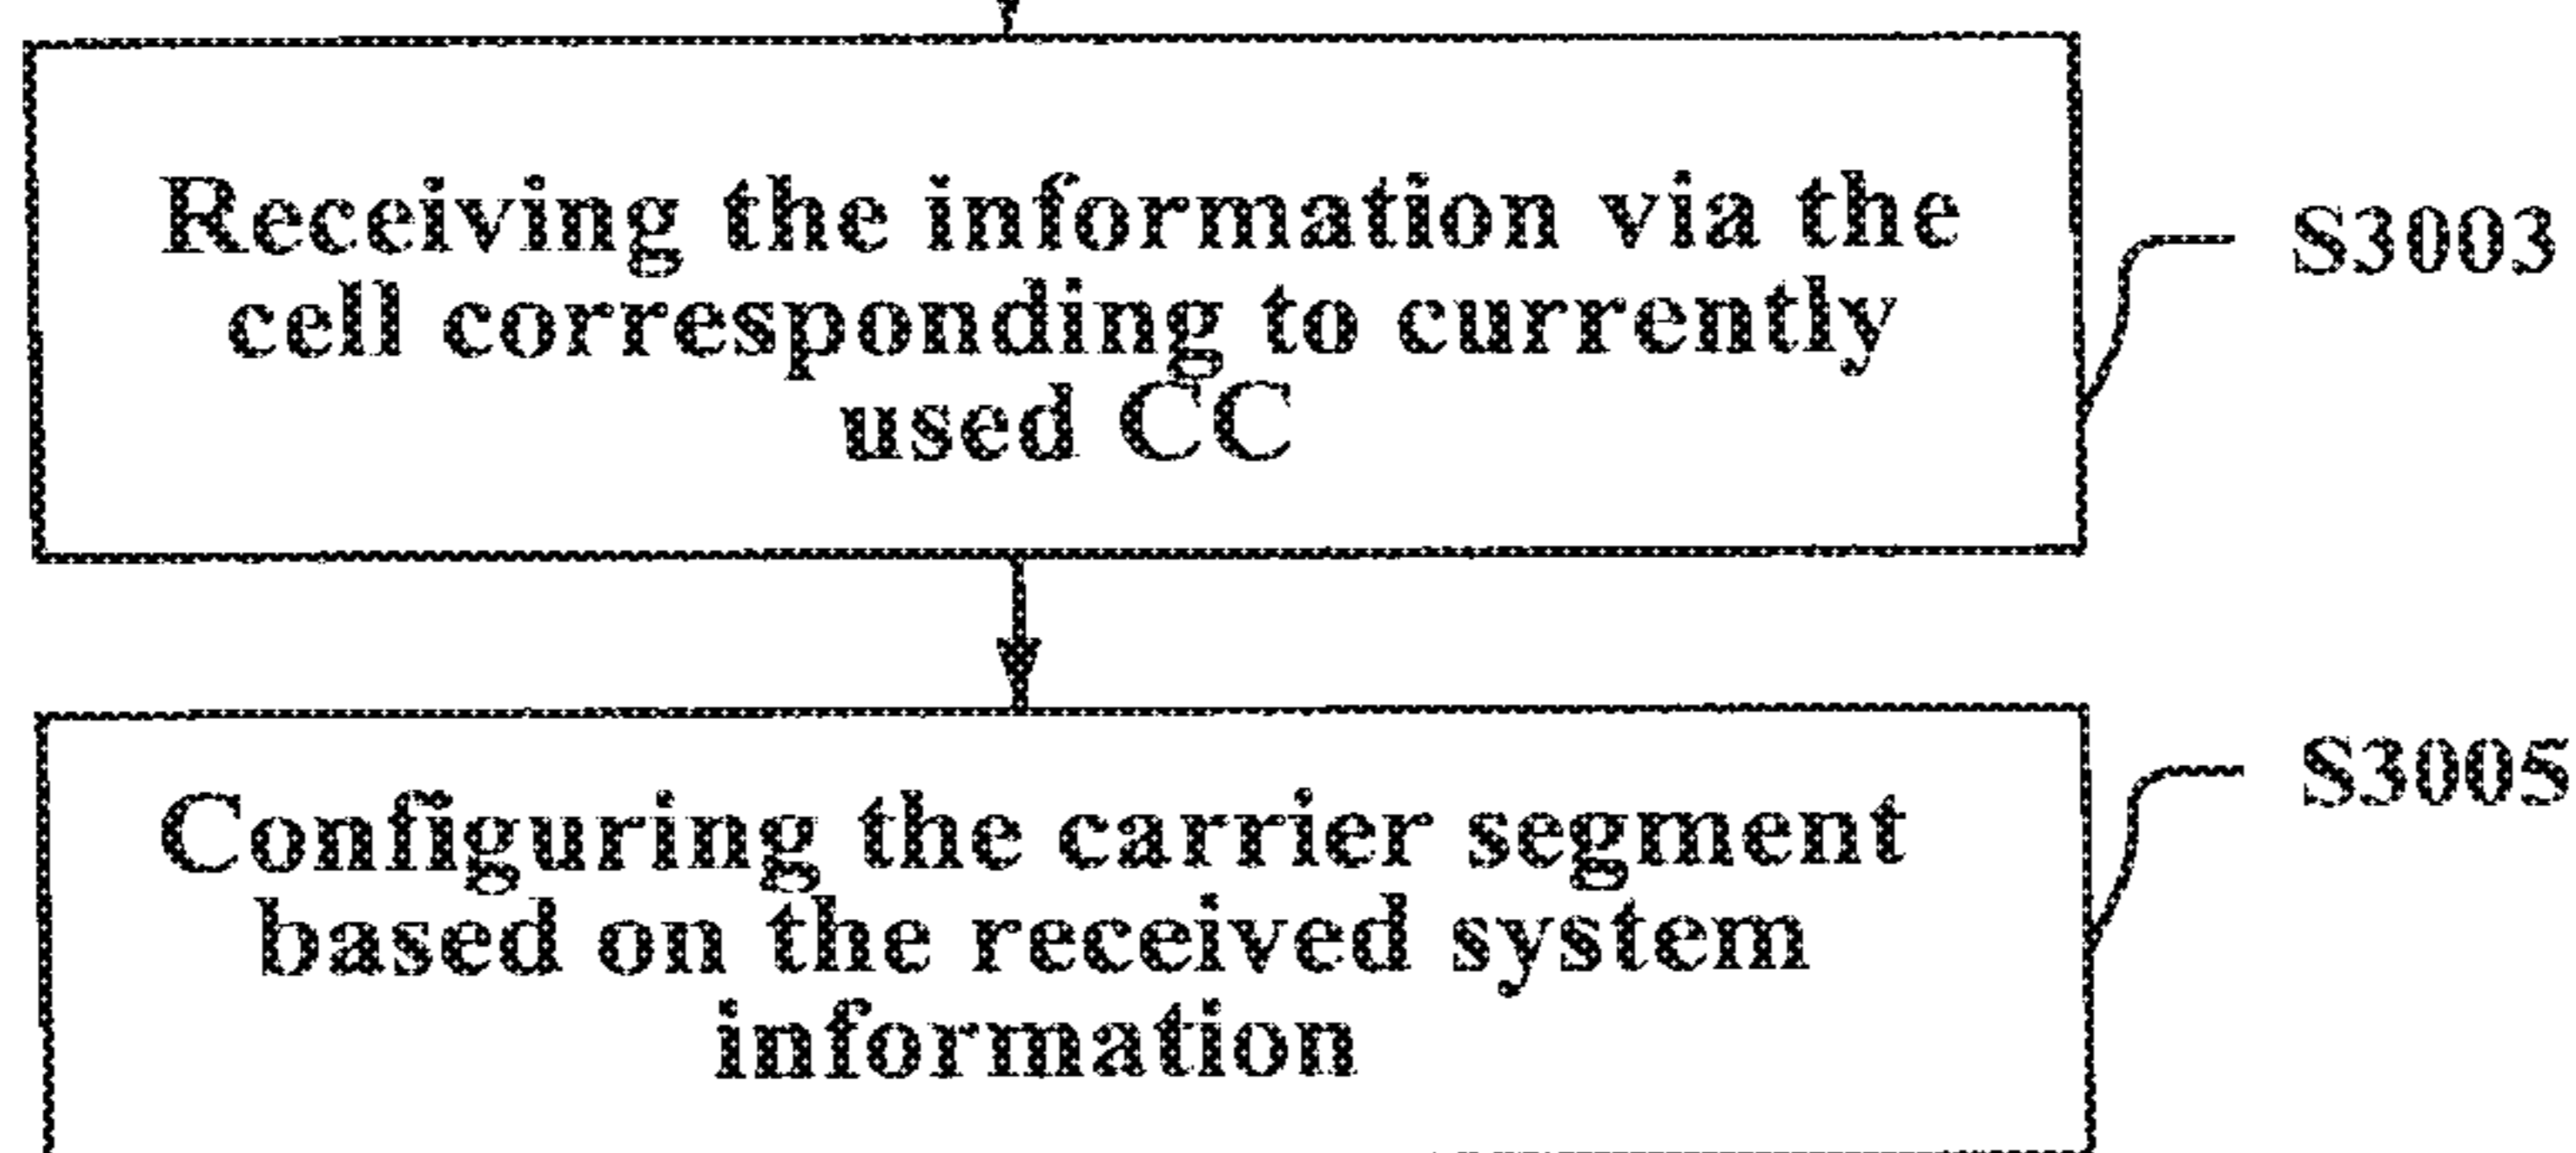 Receiving the information via the
cell corresponding to currently
used CC
S3003
Configuring the carrier segment
based on the received system
information
S3005